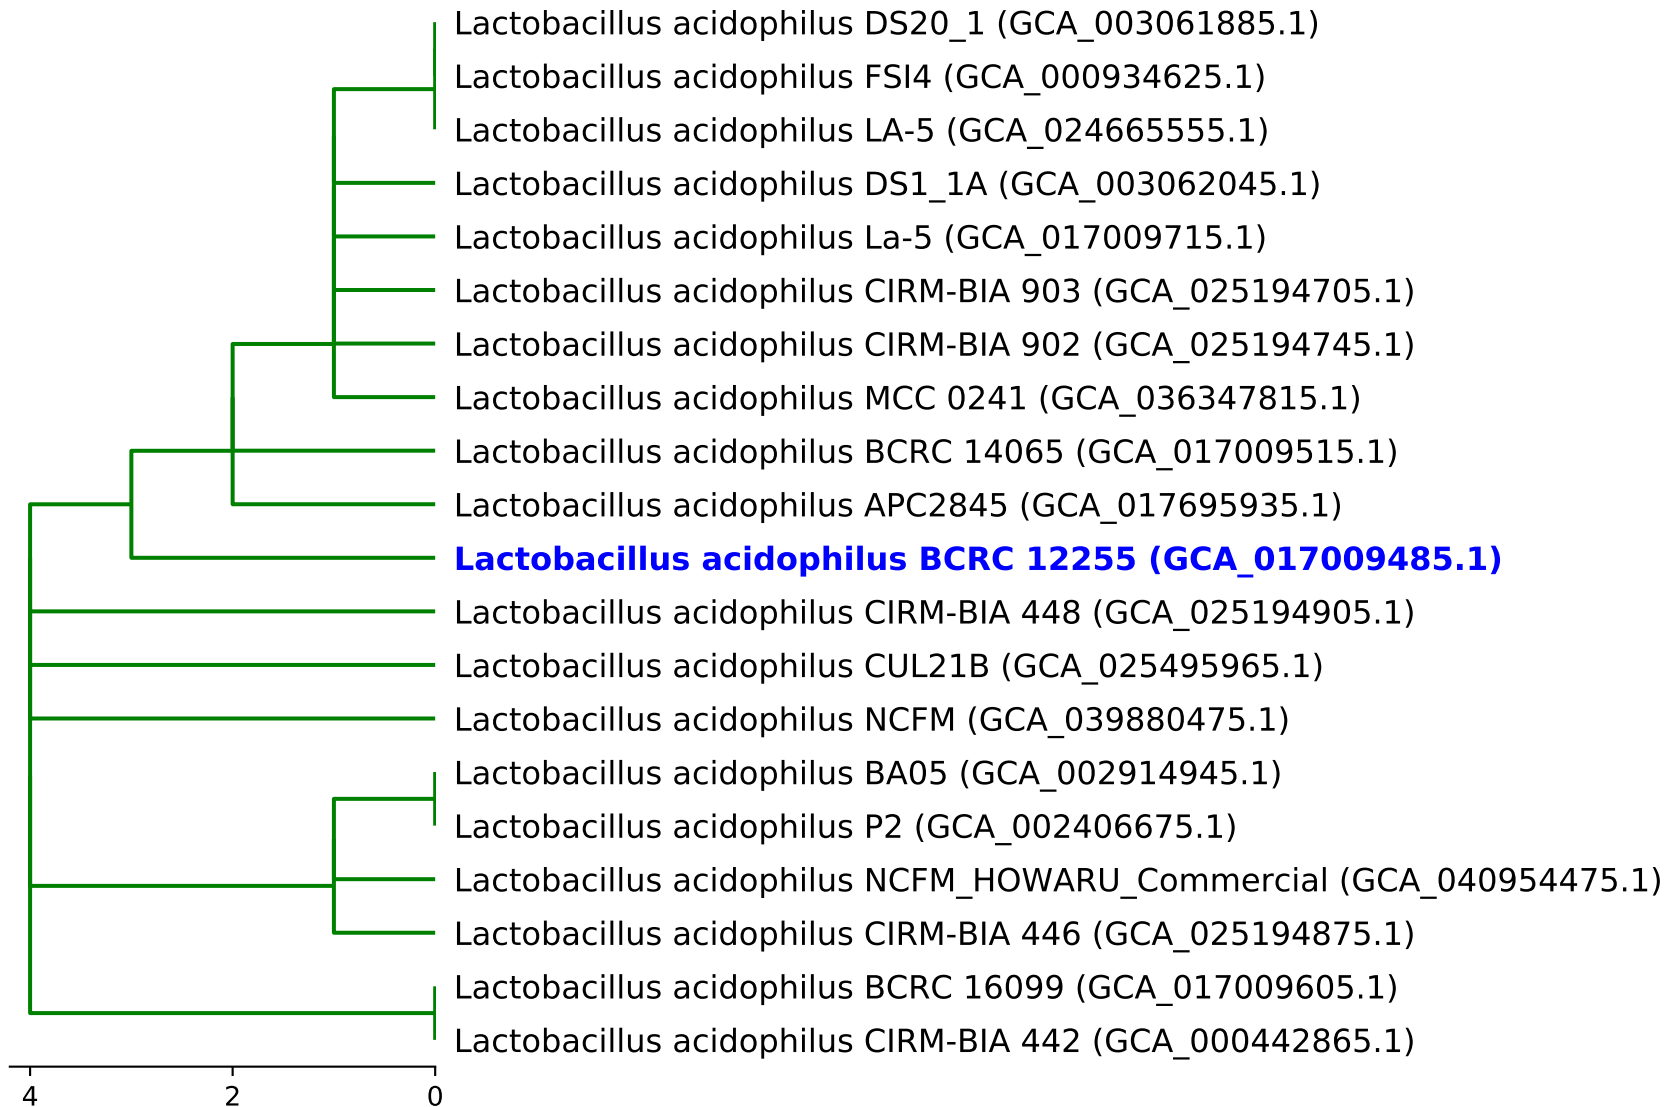 Lactobacillus acidophilus DS20_1 (GCA_003061885.1)
Lactobacillus acidophilus FSI4 (GCA_000934625.1)
Lactobacillus acidophilus LA-5 (GCA_024665555.1)
Lactobacillus acidophilus DS1_1A (GCA_003062045.1)
Lactobacillus acidophilus La-5 (GCA_017009715.1)
Lactobacillus acidophilus CIRM-BIA 903 (GCA_025194705.1)
Lactobacillus acidophilus CIRM-BIA 902 (GCA_025194745.1)
Lactobacillus acidophilus MCC 0241 (GCA_036347815.1)
Lactobacillus acidophilus BCRC 14065 (GCA_017009515.1)
Lactobacillus acidophilus APC2845 (GCA_017695935.1)
Lactobacillus acidophilus BCRC 12255 (GCA_017009485.1)
Lactobacillus acidophilus CIRM-BIA 448 (GCA_025194905.1)
Lactobacillus acidophilus CUL21B (GCA_025495965.1)
Lactobacillus acidophilus NCFM (GCA_039880475.1)
Lactobacillus acidophilus BA05 (GCA_002914945.1)
Lactobacillus acidophilus P2 (GCA_002406675.1)
Lactobacillus acidophilus NCFM_HOWARU_Commercial (GCA_040954475.1)
Lactobacillus acidophilus CIRM-BIA 446 (GCA_025194875.1)
Lactobacillus acidophilus BCRC 16099 (GCA_017009605.1)
Lactobacillus acidophilus CIRM-BIA 442 (GCA_000442865.1)
4 2 0